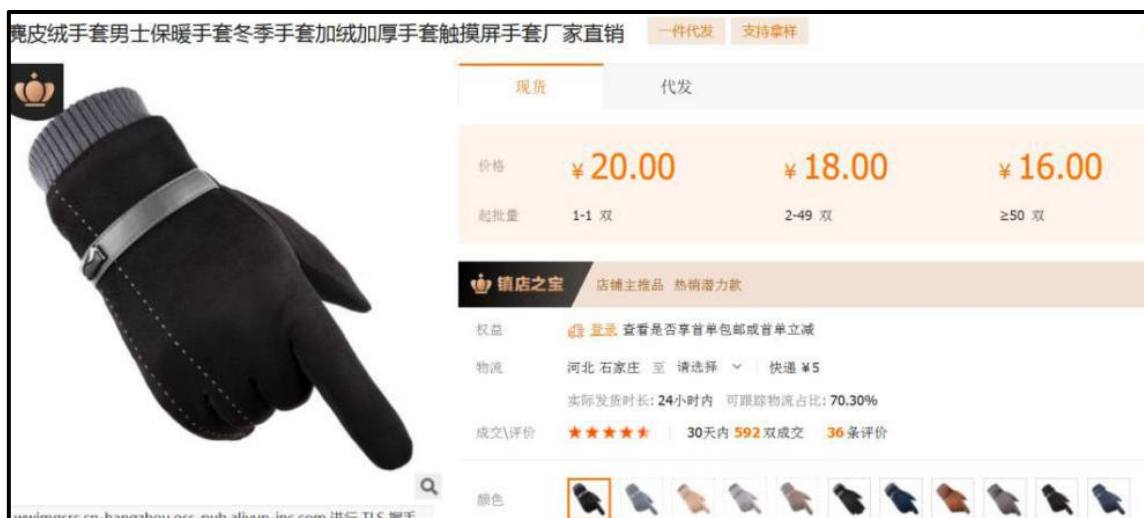 麂皮绒手套男士保暖手套冬季手套加绒加厚手套触摸屏手套厂家直销 一件代发 支持拿样
现货 代发
价格 ¥ 20.00 ¥ 18.00 ¥ 16.00
起批量 1-1 双 2-49 双 ≥50 双
镇店之宝 店铺主推品 热销潜力款
权益 登录 查看是否享首单包邮或首单立减
物流 河北 石家庄 至 请选择 快递 ¥5
实际发货时长: 24小时内 可跟踪物流占比: 70.30%
成交\评价 30天内 592 双成交 36 条评价
颜色